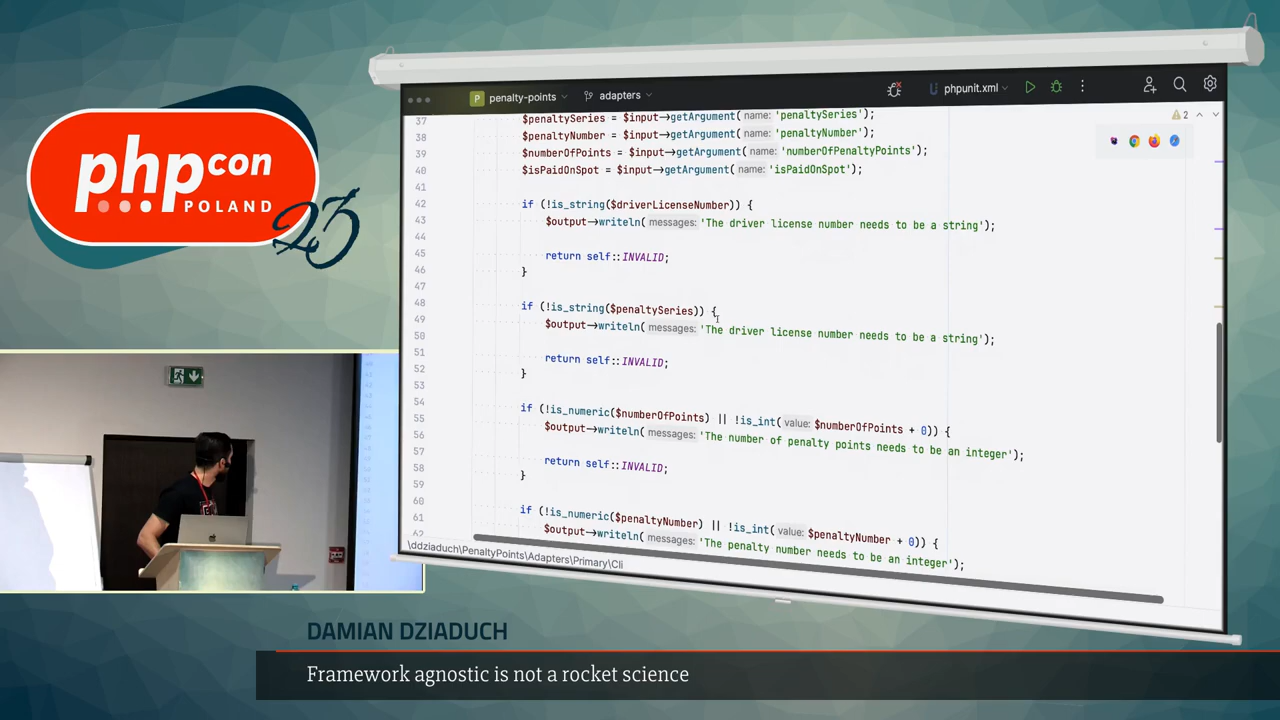 phpcon
POLAND
23
P penalty-points
adapters
phpunit.xml
2
37 $penaltySeries = $input→getArgument( name: 'penaltySeries');
38 $penaltyNumber = $input→getArgument( name: 'penaltyNumber');
39 $numberOfPoints = $input→getArgument( name: 'numberOfPenaltyPoints');
40 $isPaidOnSpot = $input→getArgument( name: 'isPaidOnSpot');
41
42 if (!is_string($driverLicenseNumber)) {
43 $output→writeln( messages: 'The driver license number needs to be a string');
44
45 return self::INVALID;
46 }
47
48 if (!is_string($penaltySeries)) {
49 $output→writeln( messages: 'The driver license number needs to be a string');
50
51 return self::INVALID;
52 }
53
54 if (!is_numeric($numberOfPoints) || !is_int( value: $numberOfPoints + 0)) {
55 $output→writeln( messages: 'The number of penalty points needs to be an integer');
56
57 return self::INVALID;
58 }
59
60 if (!is_numeric($penaltyNumber) || !is_int( value: $penaltyNumber + 0)) {
61 $output→writeln( messages: 'The penalty number needs to be an integer');
62
\ddziaduch\PenaltyPoints\Adapters\Primary\Cli
DAMIAN DZIADUCH
Framework agnostic is not a rocket science